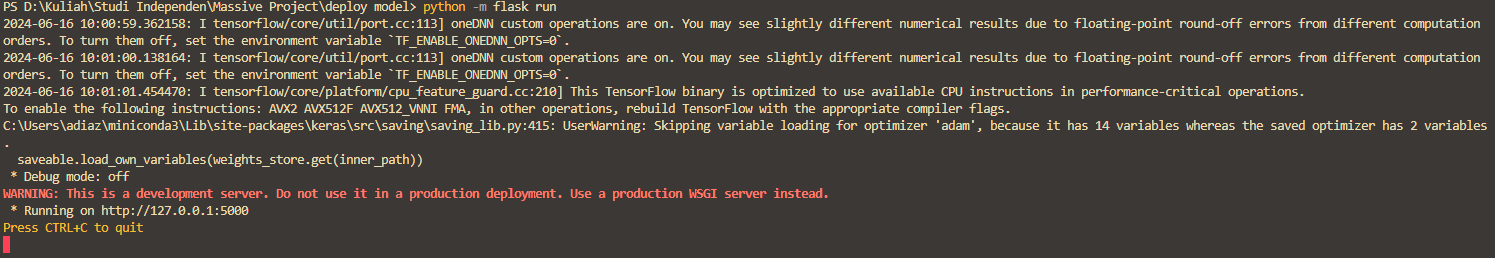 PS D:\Kuliah\Studi Independen\Massive Project\deploy model> python -m flask run
2024-06-16 10:00:59.362158: I tensorflow/core/util/port.cc:113] oneDNN custom operations are on. You may see slightly different numerical results due to floating-point round-off errors from different computation
orders. To turn them off, set the environment variable `TF_ENABLE_ONEDNN_OPTS=0`.
2024-06-16 10:01:00.138164: I tensorflow/core/util/port.cc:113] oneDNN custom operations are on. You may see slightly different numerical results due to floating-point round-off errors from different computation
orders. To turn them off, set the environment variable `TF_ENABLE_ONEDNN_OPTS=0`.
2024-06-16 10:01:01.454470: I tensorflow/core/platform/cpu_feature_guard.cc:210] This TensorFlow binary is optimized to use available CPU instructions in performance-critical operations.
To enable the following instructions: AVX2 AVX512F AVX512_VNNI FMA, in other operations, rebuild TensorFlow with the appropriate compiler flags.
C:\Users\adiaz\miniconda3\Lib\site-packages\keras\src\saving\saving_lib.py:415: UserWarning: Skipping variable loading for optimizer 'adam', because it has 14 variables whereas the saved optimizer has 2 variables
.
  saveable.load_own_variables(weights_store.get(inner_path))
 * Debug mode: off
WARNING: This is a development server. Do not use it in a production deployment. Use a production WSGI server instead.
 * Running on http://127.0.0.1:5000
Press CTRL+C to quit